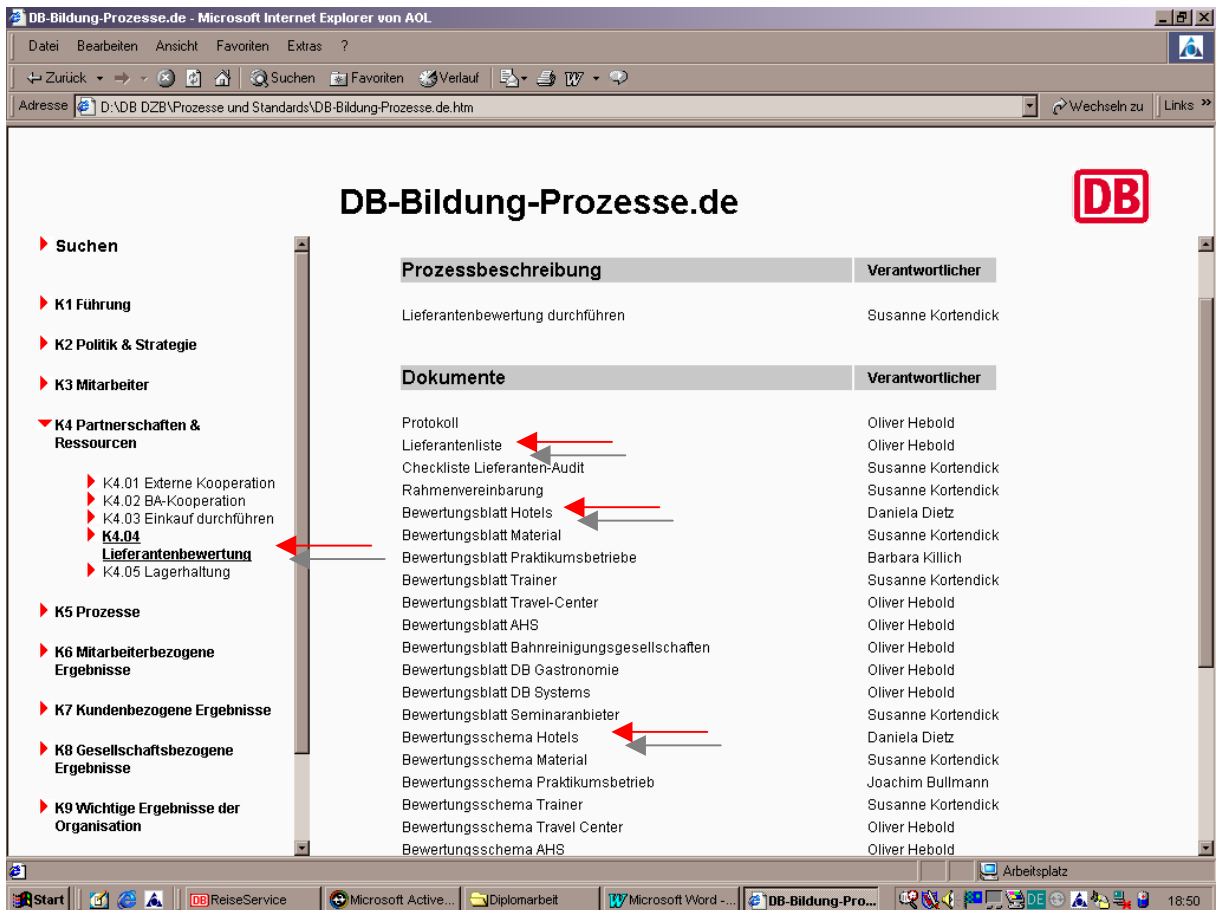 DB-Bildung-Prozesse.de - Microsoft Internet Explorer von AOL
Datei Bearbeiten Ansicht Favoriten Extras ?
Zurück Suchen Favoriten Verlauf
Adresse D:\DB DZB\Prozesse und Standards\DB-Bildung-Prozesse.de.htm Wechseln zu Links »
DB-Bildung-Prozesse.de
DB
Suchen
K1 Führung
K2 Politik & Strategie
K3 Mitarbeiter
K4 Partnerschaften &
Ressourcen
K4.01 Externe Kooperation
K4.02 BA-Kooperation
K4.03 Einkauf durchführen
K4.04
Lieferantenbewertung
K4.05 Lagerhaltung
K5 Prozesse
K6 Mitarbeiterbezogene
Ergebnisse
K7 Kundenbezogene Ergebnisse
K8 Gesellschaftsbezogene
Ergebnisse
K9 Wichtige Ergebnisse der
Organisation
Prozessbeschreibung Verantwortlicher
Lieferantenbewertung durchführen Susanne Kortendick
Dokumente Verantwortlicher
Protokoll Oliver Hebold
Lieferantenliste Oliver Hebold
Checkliste Lieferanten-Audit Susanne Kortendick
Rahmenvereinbarung Susanne Kortendick
Bewertungsblatt Hotels Daniela Dietz
Bewertungsblatt Material Susanne Kortendick
Bewertungsblatt Praktikumsbetriebe Barbara Killich
Bewertungsblatt Trainer Susanne Kortendick
Bewertungsblatt Travel-Center Oliver Hebold
Bewertungsblatt AHS Oliver Hebold
Bewertungsblatt Bahnreinigungsgesellschaften Oliver Hebold
Bewertungsblatt DB Gastronomie Oliver Hebold
Bewertungsblatt DB Systems Oliver Hebold
Bewertungsblatt Seminaranbieter Susanne Kortendick
Bewertungsschema Hotels Daniela Dietz
Bewertungsschema Material Susanne Kortendick
Bewertungsschema Praktikumsbetrieb Joachim Bullmann
Bewertungsschema Trainer Susanne Kortendick
Bewertungsschema Travel Center Oliver Hebold
Bewertungsschema AHS Oliver Hebold
Arbeitsplatz
Start DB ReiseService Microsoft Active... Diplomarbeit Microsoft Word -... DB-Bildung-Pro... DE 18:50